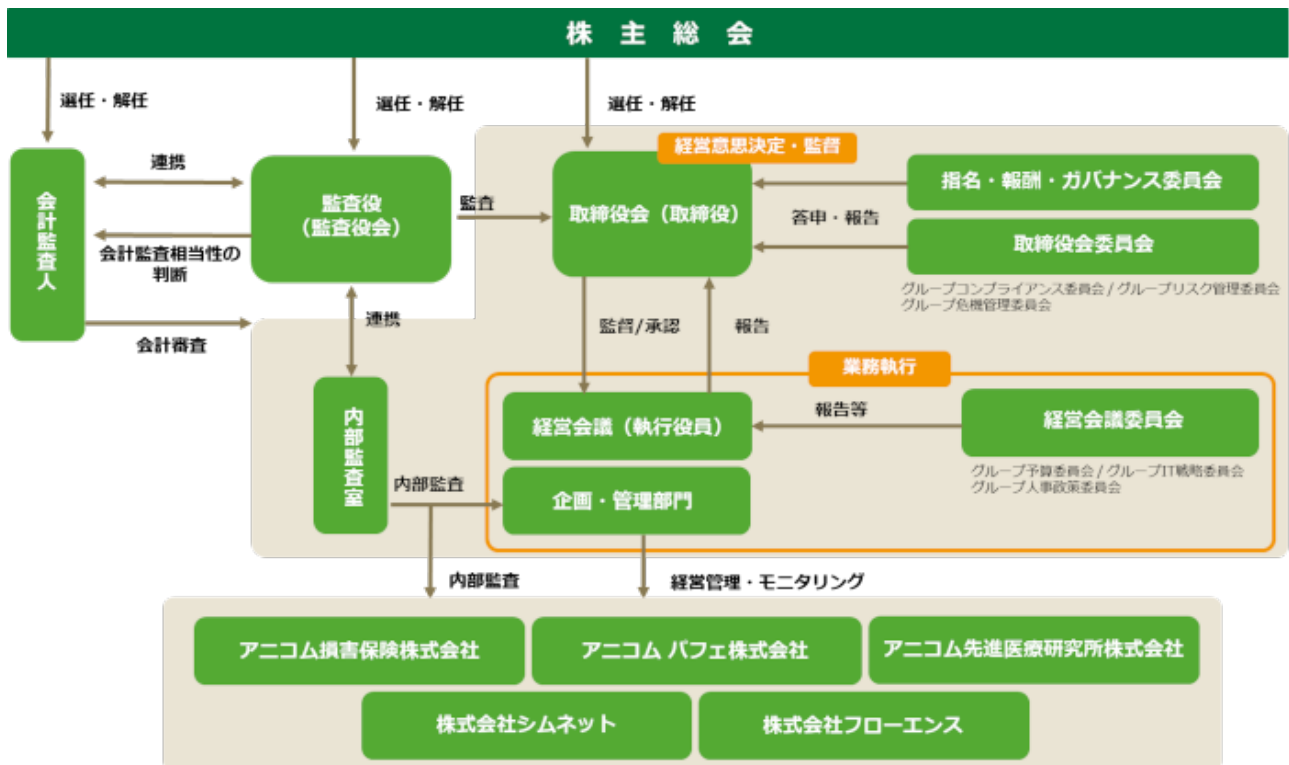 株主総会
選任・解任
選任・解任
選任・解任
経営意思決定・監督
会計監査人
連携
監査役
（監査役会）
監査
取締役会（取締役）
指名・報酬・ガバナンス委員会
答申・報告
取締役会委員会
会計監査相当性の
判断
グループコンプライアンス委員会 / グループリスク管理委員会
グループ危機管理委員会
連携
会計審査
監督/承認
報告
業務執行
内部監査室
経営会議（執行役員）
報告等
経営会議委員会
グループ予算委員会 / グループIT戦略委員会
グループ人事政策委員会
内部監査
企画・管理部門
内部監査
経営管理・モニタリング
アニコム損害保険株式会社
アニコム パフェ株式会社
アニコム先進医療研究所株式会社
株式会社シムネット
株式会社フローエンス